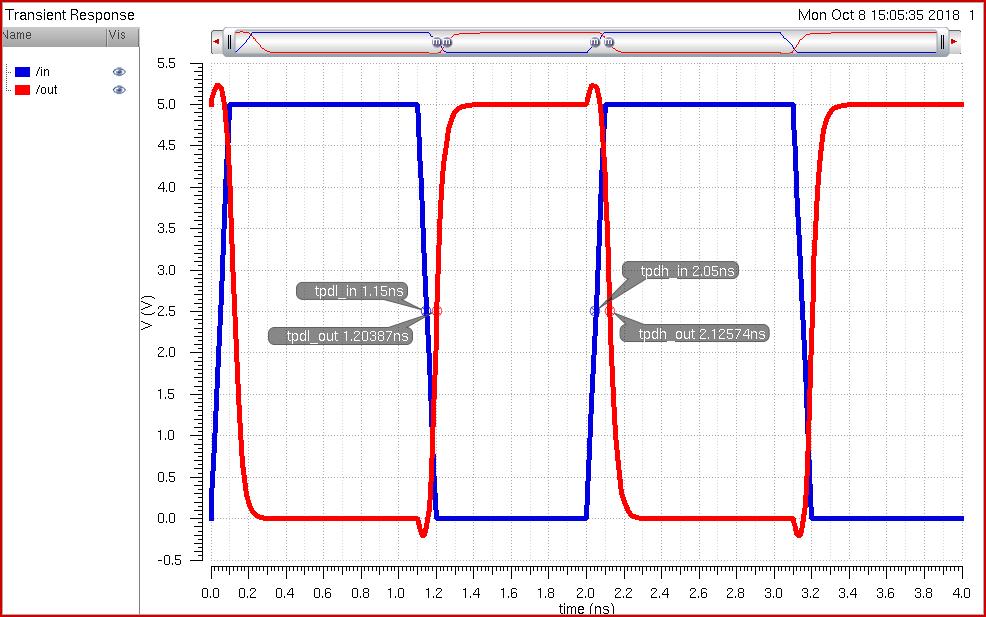 Transient Response
Mon Oct 8 15:05:35 2018 1
Name Vis
/in
/out
m m m m
5.5
5.0
4.5
4.0
3.5
3.0
2.5
2.0
1.5
1.0
0.5
0.0
-0.5
V (V)
tpdl_in 1.15ns
tpdl_out 1.20387ns
tpdh_in 2.05ns
tpdh_out 2.12574ns
0.0 0.2 0.4 0.6 0.8 1.0 1.2 1.4 1.6 1.8 2.0 2.2 2.4 2.6 2.8 3.0 3.2 3.4 3.6 3.8 4.0
time (ns)